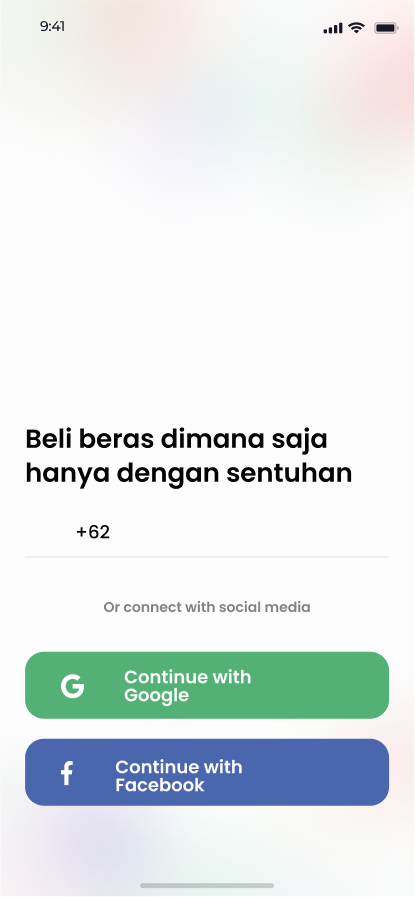 9:41
Beli beras dimana saja
hanya dengan sentuhan
+62
Or connect with social media
Continue with
Google
Continue with
Facebook